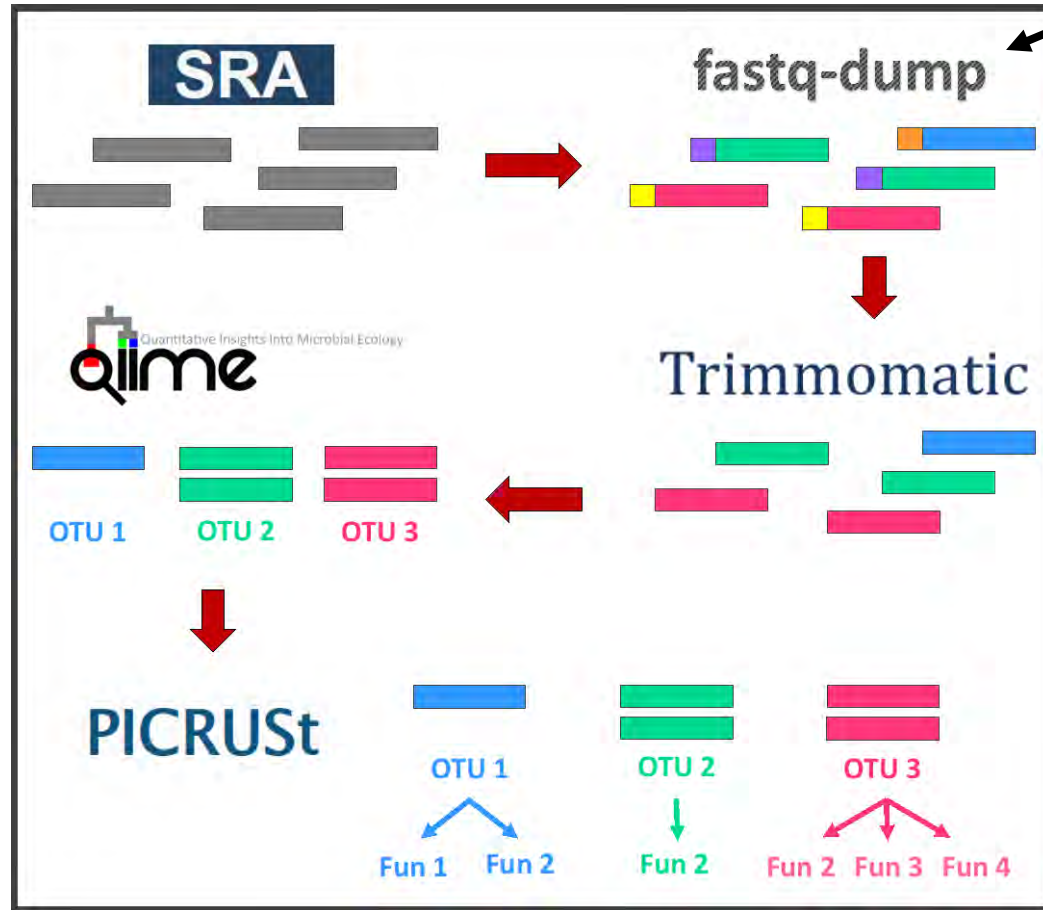 SRA
fastq-dump
Quantitative Insights Into Microbial Ecology
qiime
Trimmomatic
OTU 1
OTU 2
OTU 3
PICRUSt
OTU 1
OTU 2
OTU 3
Fun 1
Fun 2
Fun 2
Fun 2
Fun 3
Fun 4